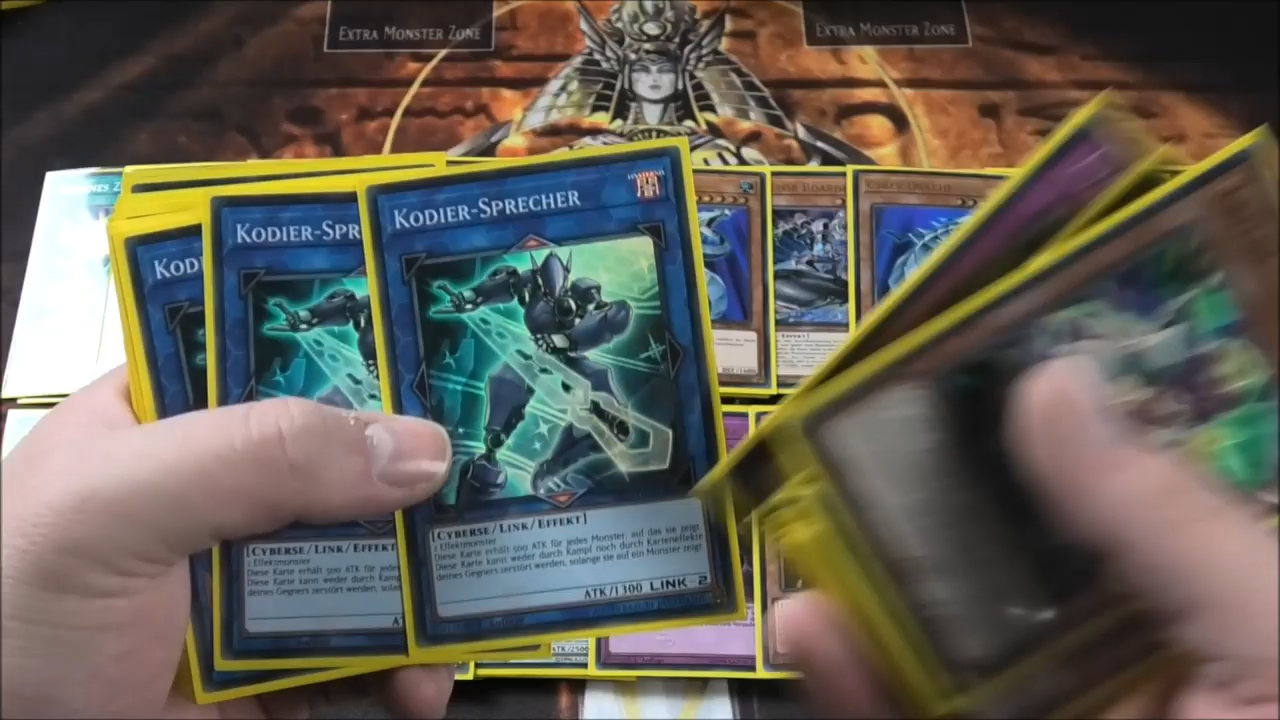 EXTRA MONSTER ZONE
EXTRA MONSTER ZONE
KOD
KODIER-SPR
KODIER-SPRECHER
[CYBERSE/LINK/EFFEKT
2 Effektmonster
Diese Karte erhält 500 ATK für jedes
Diese Karte kann weder durch Kampf
deines Gegners zerstört werden, solan
[CYBERSE/LINK/EFFEKT]
2 Effektmonster
Diese Karte erhält 500 ATK für jedes Monster, auf das sie zeigt.
Diese Karte kann weder durch Kampf noch durch Karteneffekte
deines Gegners zerstört werden, solange sie auf ein Monster zeigt.
ATK/1300 LINK-2
ATK/2500